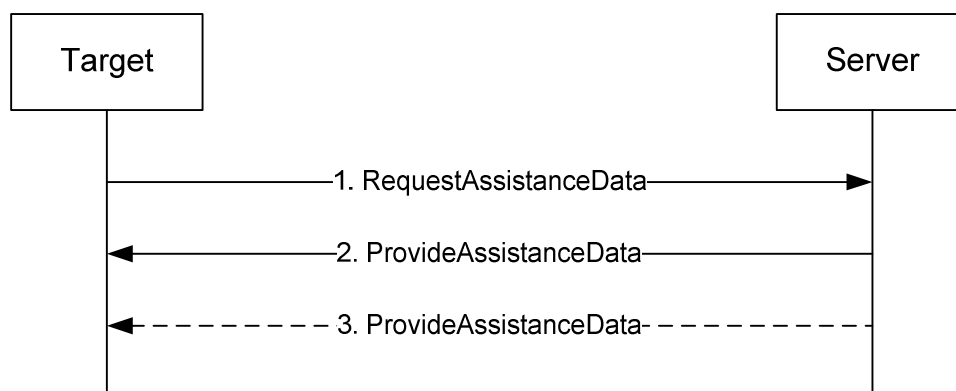 Target
Server
1. RequestAssistanceData
2. ProvideAssistanceData
3. ProvideAssistanceData